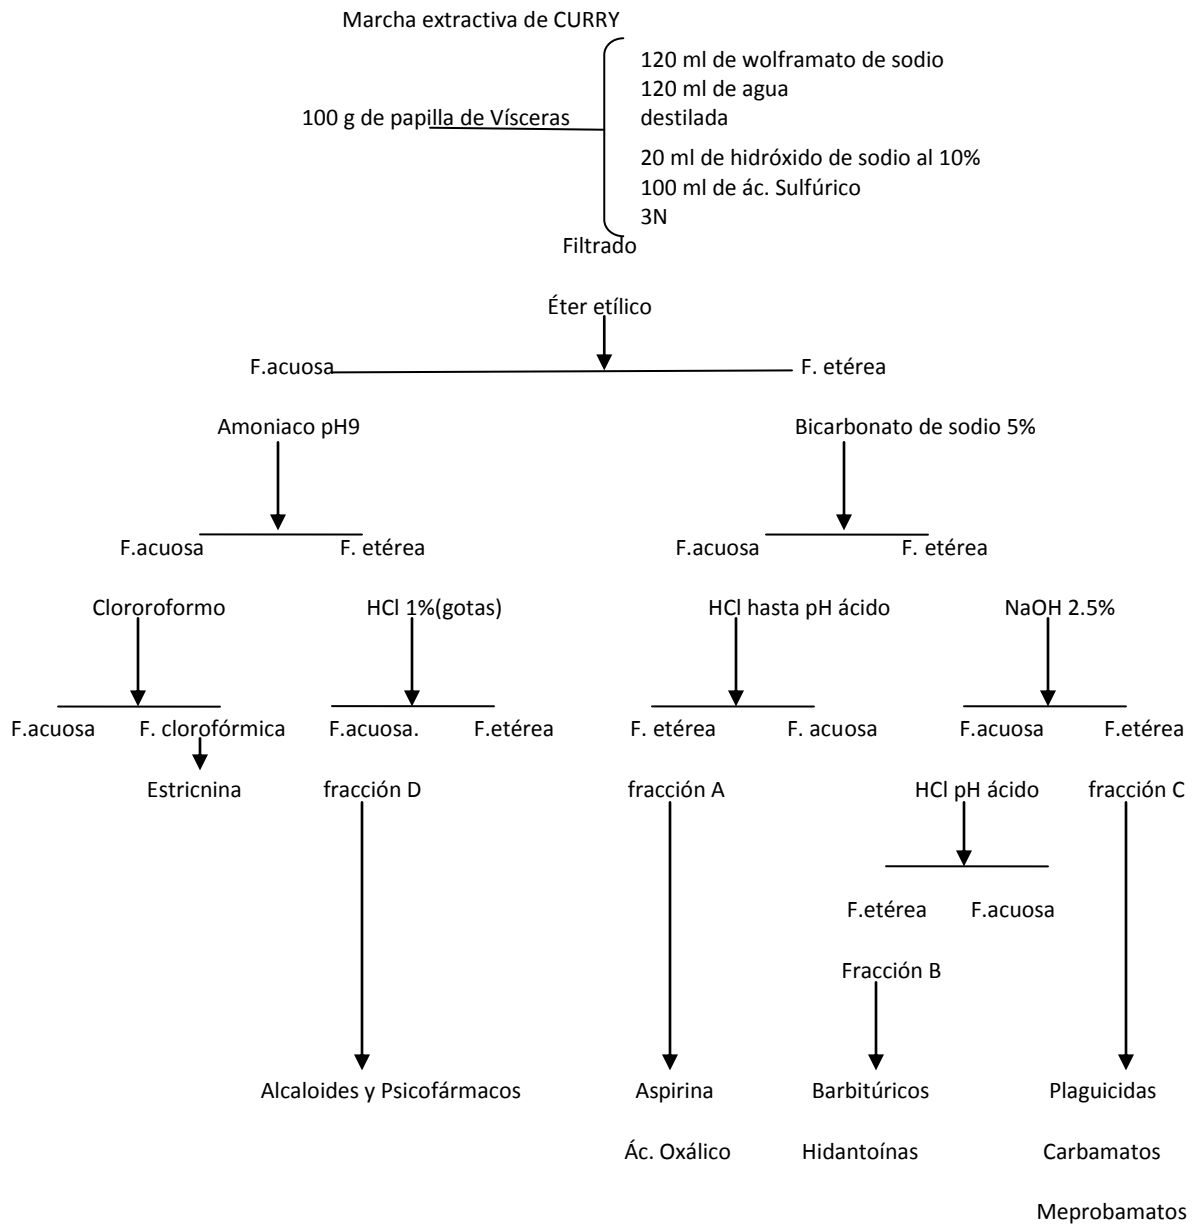 Marcha extractiva de CURRY
120 ml de wolframato de sodio
120 ml de agua
destilada
100 g de papilla de Vísceras
20 ml de hidróxido de sodio al 10%
100 ml de ác. Sulfúrico
3N
Filtrado
Éter etílico
F.acuosa F. etérea
Amoniaco pH9 Bicarbonato de sodio 5%
F.acuosa F. etérea F.acuosa F. etérea
Clororoformo HCl 1%(gotas) HCl hasta pH ácido NaOH 2.5%
F.acuosa F. clorofórmica F.acuosa. F.etérea F. etérea F. acuosa F.acuosa F.etérea
Estricnina fracción D fracción A HCl pH ácido fracción C
F.etérea F.acuosa
Fracción B
Alcaloides y Psicofármacos Aspirina Barbitúricos Plaguicidas
Ác. Oxálico Hidantoínas Carbamatos
Meprobamatos